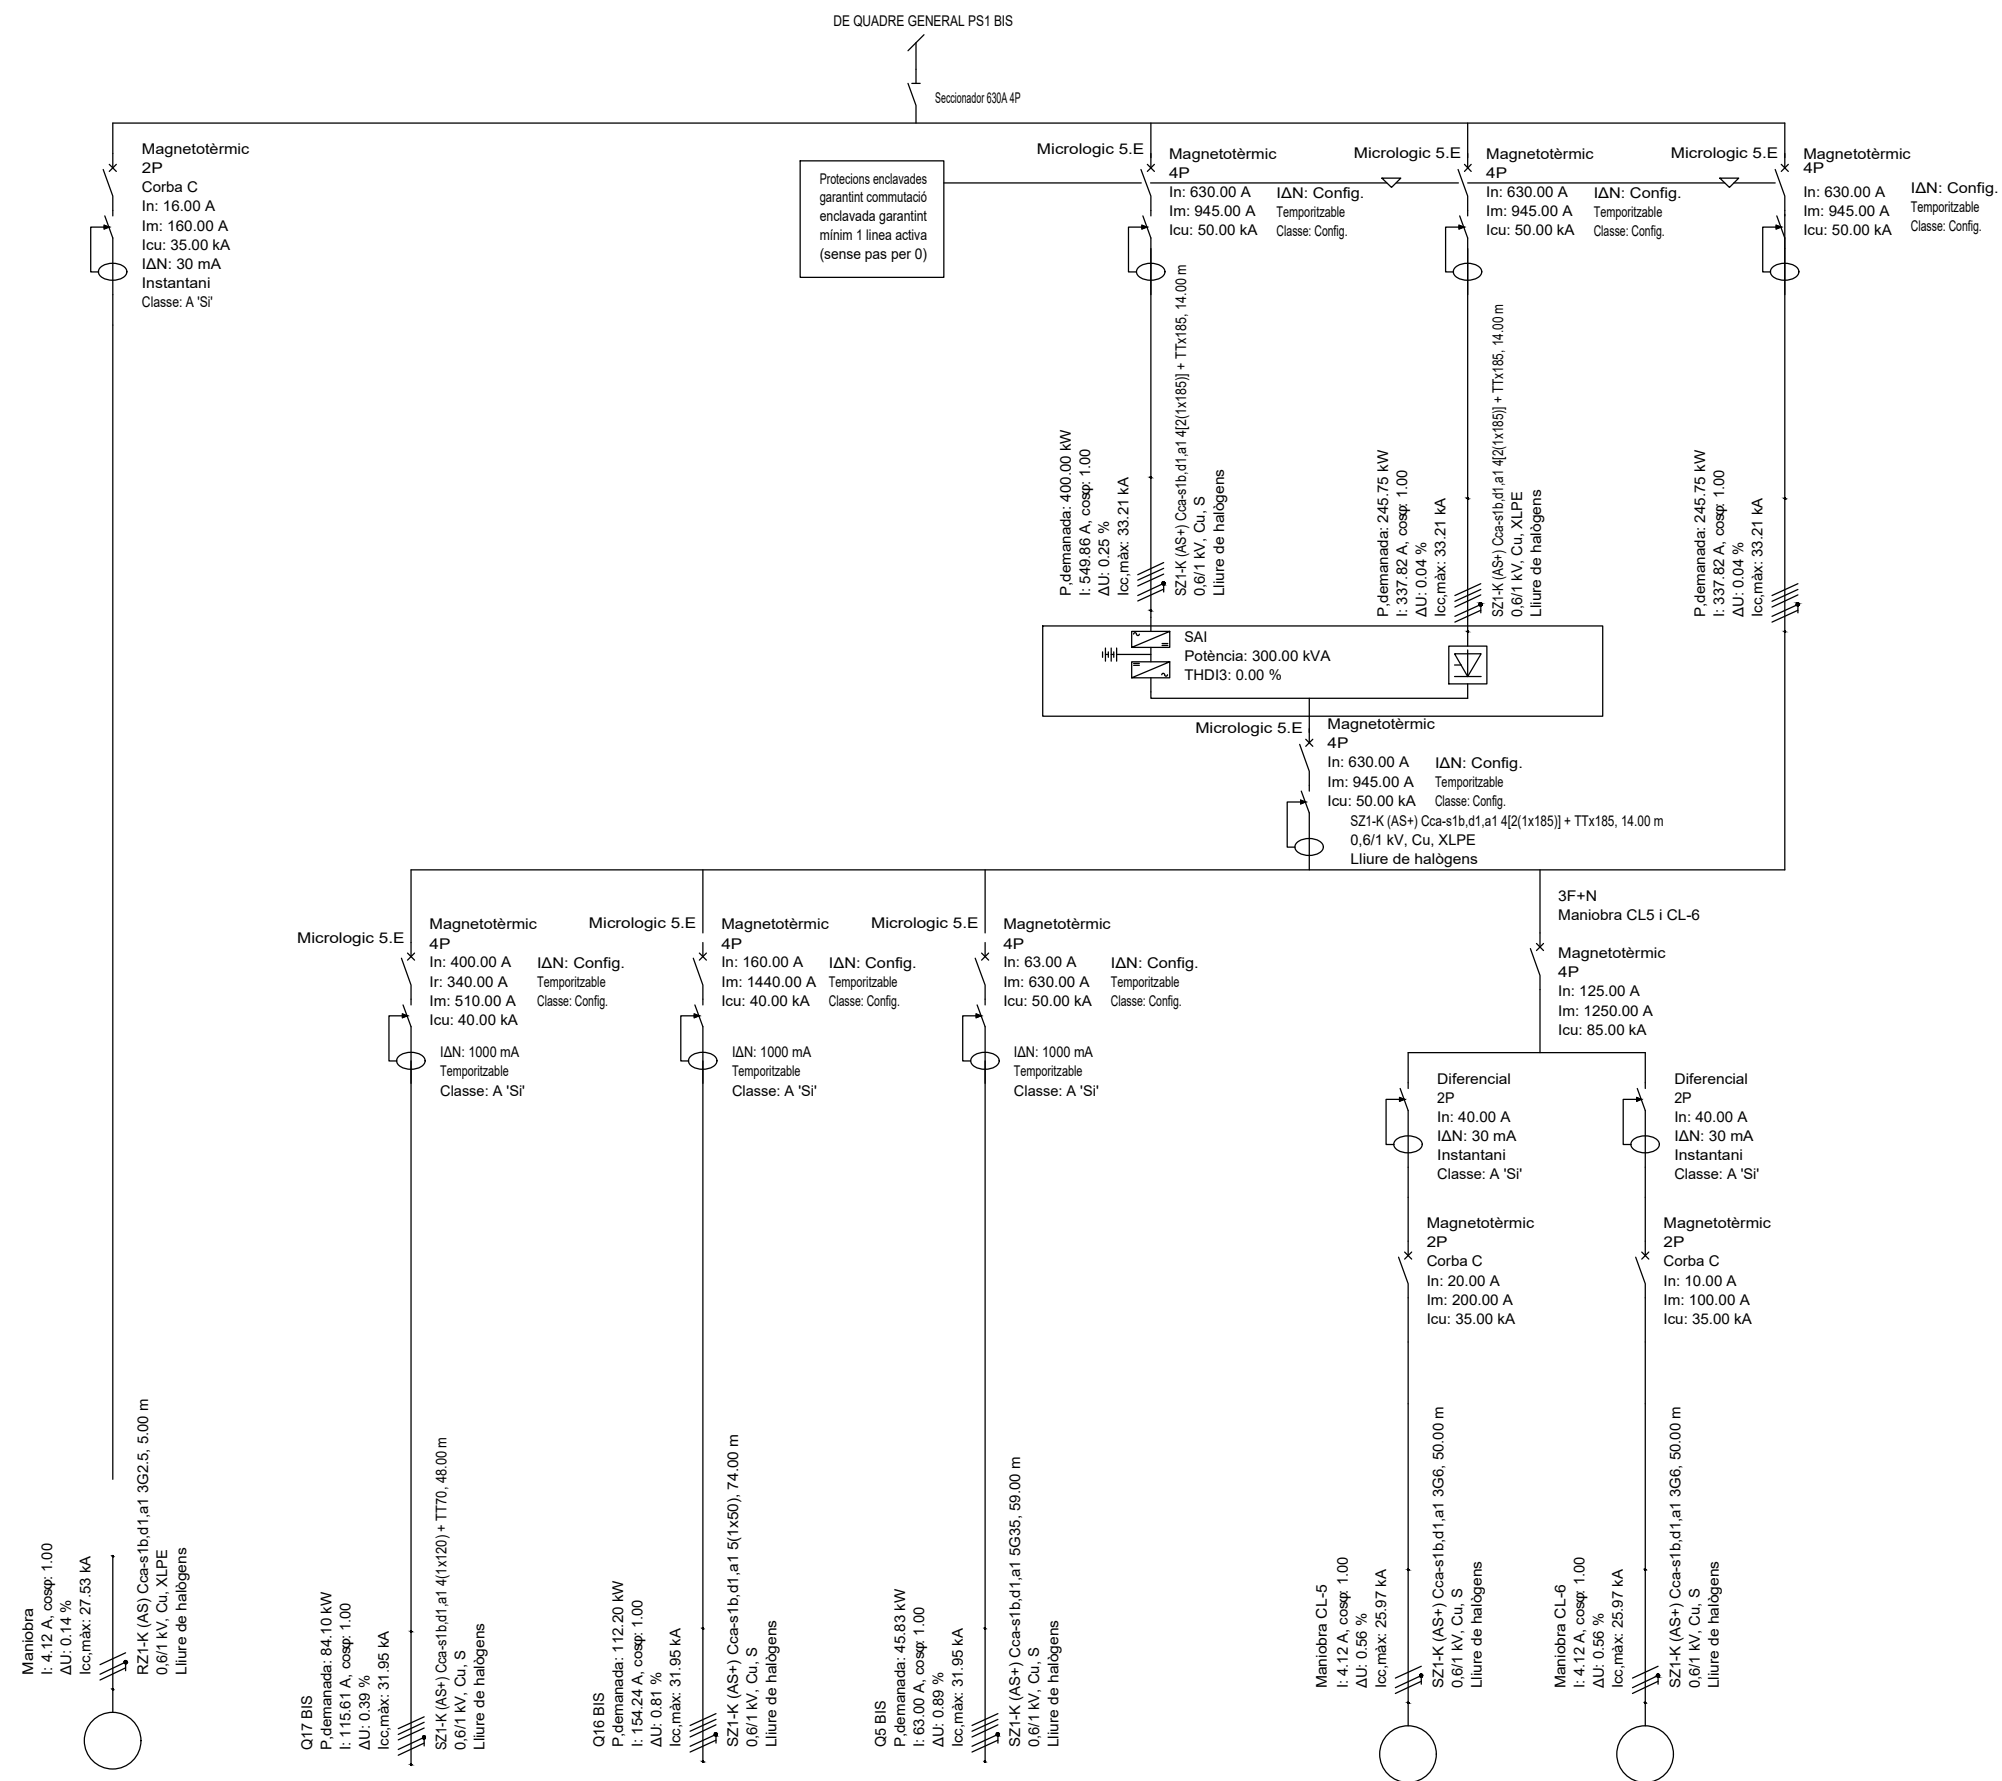 DE QUADRE GENERAL PS1 BIS
Seccionador 630A 4P
Magnetotèrmic
2P
Corba C
In: 16.00 A
Im: 160.00 A
Icu: 35.00 kA
IΔN: 30 mA
Instantani
Classe: A 'Si'
Protecions enclavades
garantint commutació
enclavada garantint
mínim 1 linea activa
(sense pas per 0)
Micrologic 5.E
Magnetotèrmic
4P
In: 630.00 A
Im: 945.00 A
Icu: 50.00 kA
IΔN: Config.
Temporitzable
Classe: Config.
Micrologic 5.E
Magnetotèrmic
4P
In: 630.00 A
Im: 945.00 A
Icu: 50.00 kA
IΔN: Config.
Temporitzable
Classe: Config.
Micrologic 5.E
Magnetotèrmic
4P
In: 630.00 A
Im: 945.00 A
Icu: 50.00 kA
IΔN: Config.
Temporitzable
Classe: Config.
P,demanada: 400.00 kW
I: 549.86 A, cosφ: 1.00
ΔU: 0.25 %
Icc,màx: 33.21 kA
SZ1-K (AS+) Cca-s1b,d1,a1 4[2(1x185)] + TTx185, 14.00 m
0,6/1 kV, Cu, S
Lliure de halògens
P,demanada: 245.75 kW
I: 337.82 A, cosφ: 1.00
ΔU: 0.04 %
Icc,màx: 33.21 kA
SZ1-K (AS+) Cca-s1b,d1,a1 4[2(1x185)] + TTx185, 14.00 m
0,6/1 kV, Cu, XLPE
Lliure de halògens
P,demanada: 245.75 kW
I: 337.82 A, cosφ: 1.00
ΔU: 0.04 %
Icc,màx: 33.21 kA
SAI
Potència: 300.00 kVA
THDI3: 0.00 %
Micrologic 5.E
Magnetotèrmic
4P
In: 630.00 A
Im: 945.00 A
Icu: 50.00 kA
IΔN: Config.
Temporitzable
Classe: Config.
SZ1-K (AS+) Cca-s1b,d1,a1 4[2(1x185)] + TTx185, 14.00 m
0,6/1 kV, Cu, XLPE
Lliure de halògens
Micrologic 5.E
Magnetotèrmic
4P
In: 400.00 A
Ir: 340.00 A
Im: 510.00 A
Icu: 40.00 kA
IΔN: Config.
Temporitzable
Classe: Config.
IΔN: 1000 mA
Temporitzable
Classe: A 'Si'
Micrologic 5.E
Magnetotèrmic
4P
In: 160.00 A
Im: 1440.00 A
Icu: 40.00 kA
IΔN: Config.
Temporitzable
Classe: Config.
IΔN: 1000 mA
Temporitzable
Classe: A 'Si'
Micrologic 5.E
Magnetotèrmic
4P
In: 63.00 A
Im: 630.00 A
Icu: 50.00 kA
IΔN: Config.
Temporitzable
Classe: Config.
IΔN: 1000 mA
Temporitzable
Classe: A 'Si'
3F+N
Maniobra CL5 i CL-6
Magnetotèrmic
4P
In: 125.00 A
Im: 1250.00 A
Icu: 85.00 kA
Diferencial
2P
In: 40.00 A
IΔN: 30 mA
Instantani
Classe: A 'Si'
Diferencial
2P
In: 40.00 A
IΔN: 30 mA
Instantani
Classe: A 'Si'
Magnetotèrmic
2P
Corba C
In: 20.00 A
Im: 200.00 A
Icu: 35.00 kA
Magnetotèrmic
2P
Corba C
In: 10.00 A
Im: 100.00 A
Icu: 35.00 kA
Maniobra
I: 4.12 A, cosφ: 1.00
ΔU: 0.14 %
Icc,màx: 27.53 kA
RZ1-K (AS) Cca-s1b,d1,a1 3G2.5, 5.00 m
0,6/1 kV, Cu, XLPE
Lliure de halògens
Q17 BIS
P,demanada: 84.10 kW
I: 115.61 A, cosφ: 1.00
ΔU: 0.39 %
Icc,màx: 31.95 kA
SZ1-K (AS+) Cca-s1b,d1,a1 4(1x120) + TT70, 48.00 m
0,6/1 kV, Cu, S
Lliure de halògens
Q16 BIS
P,demanada: 112.20 kW
I: 154.24 A, cosφ: 1.00
ΔU: 0.81 %
Icc,màx: 31.95 kA
SZ1-K (AS+) Cca-s1b,d1,a1 5(1x50), 74.00 m
0,6/1 kV, Cu, S
Lliure de halògens
Q5 BIS
P,demanada: 45.83 kW
I: 63.00 A, cosφ: 1.00
ΔU: 0.89 %
Icc,màx: 31.95 kA
SZ1-K (AS+) Cca-s1b,d1,a1 5G35, 59.00 m
0,6/1 kV, Cu, S
Lliure de halògens
Maniobra CL-5
I: 4.12 A, cosφ: 1.00
ΔU: 0.56 %
Icc,màx: 25.97 kA
SZ1-K (AS+) Cca-s1b,d1,a1 3G6, 50.00 m
0,6/1 kV, Cu, S
Lliure de halògens
Maniobra CL-6
I: 4.12 A, cosφ: 1.00
ΔU: 0.56 %
Icc,màx: 25.97 kA
SZ1-K (AS+) Cca-s1b,d1,a1 3G6, 50.00 m
0,6/1 kV, Cu, S
Lliure de halògens